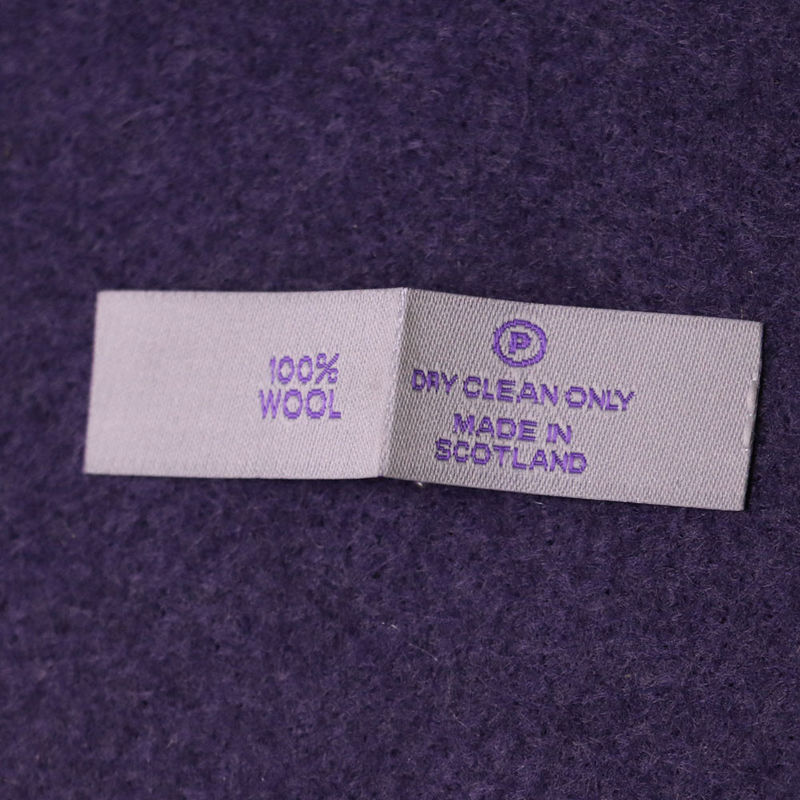 100%
WOOL
P
DRY CLEAN ONLY
MADE IN
SCOTLAND